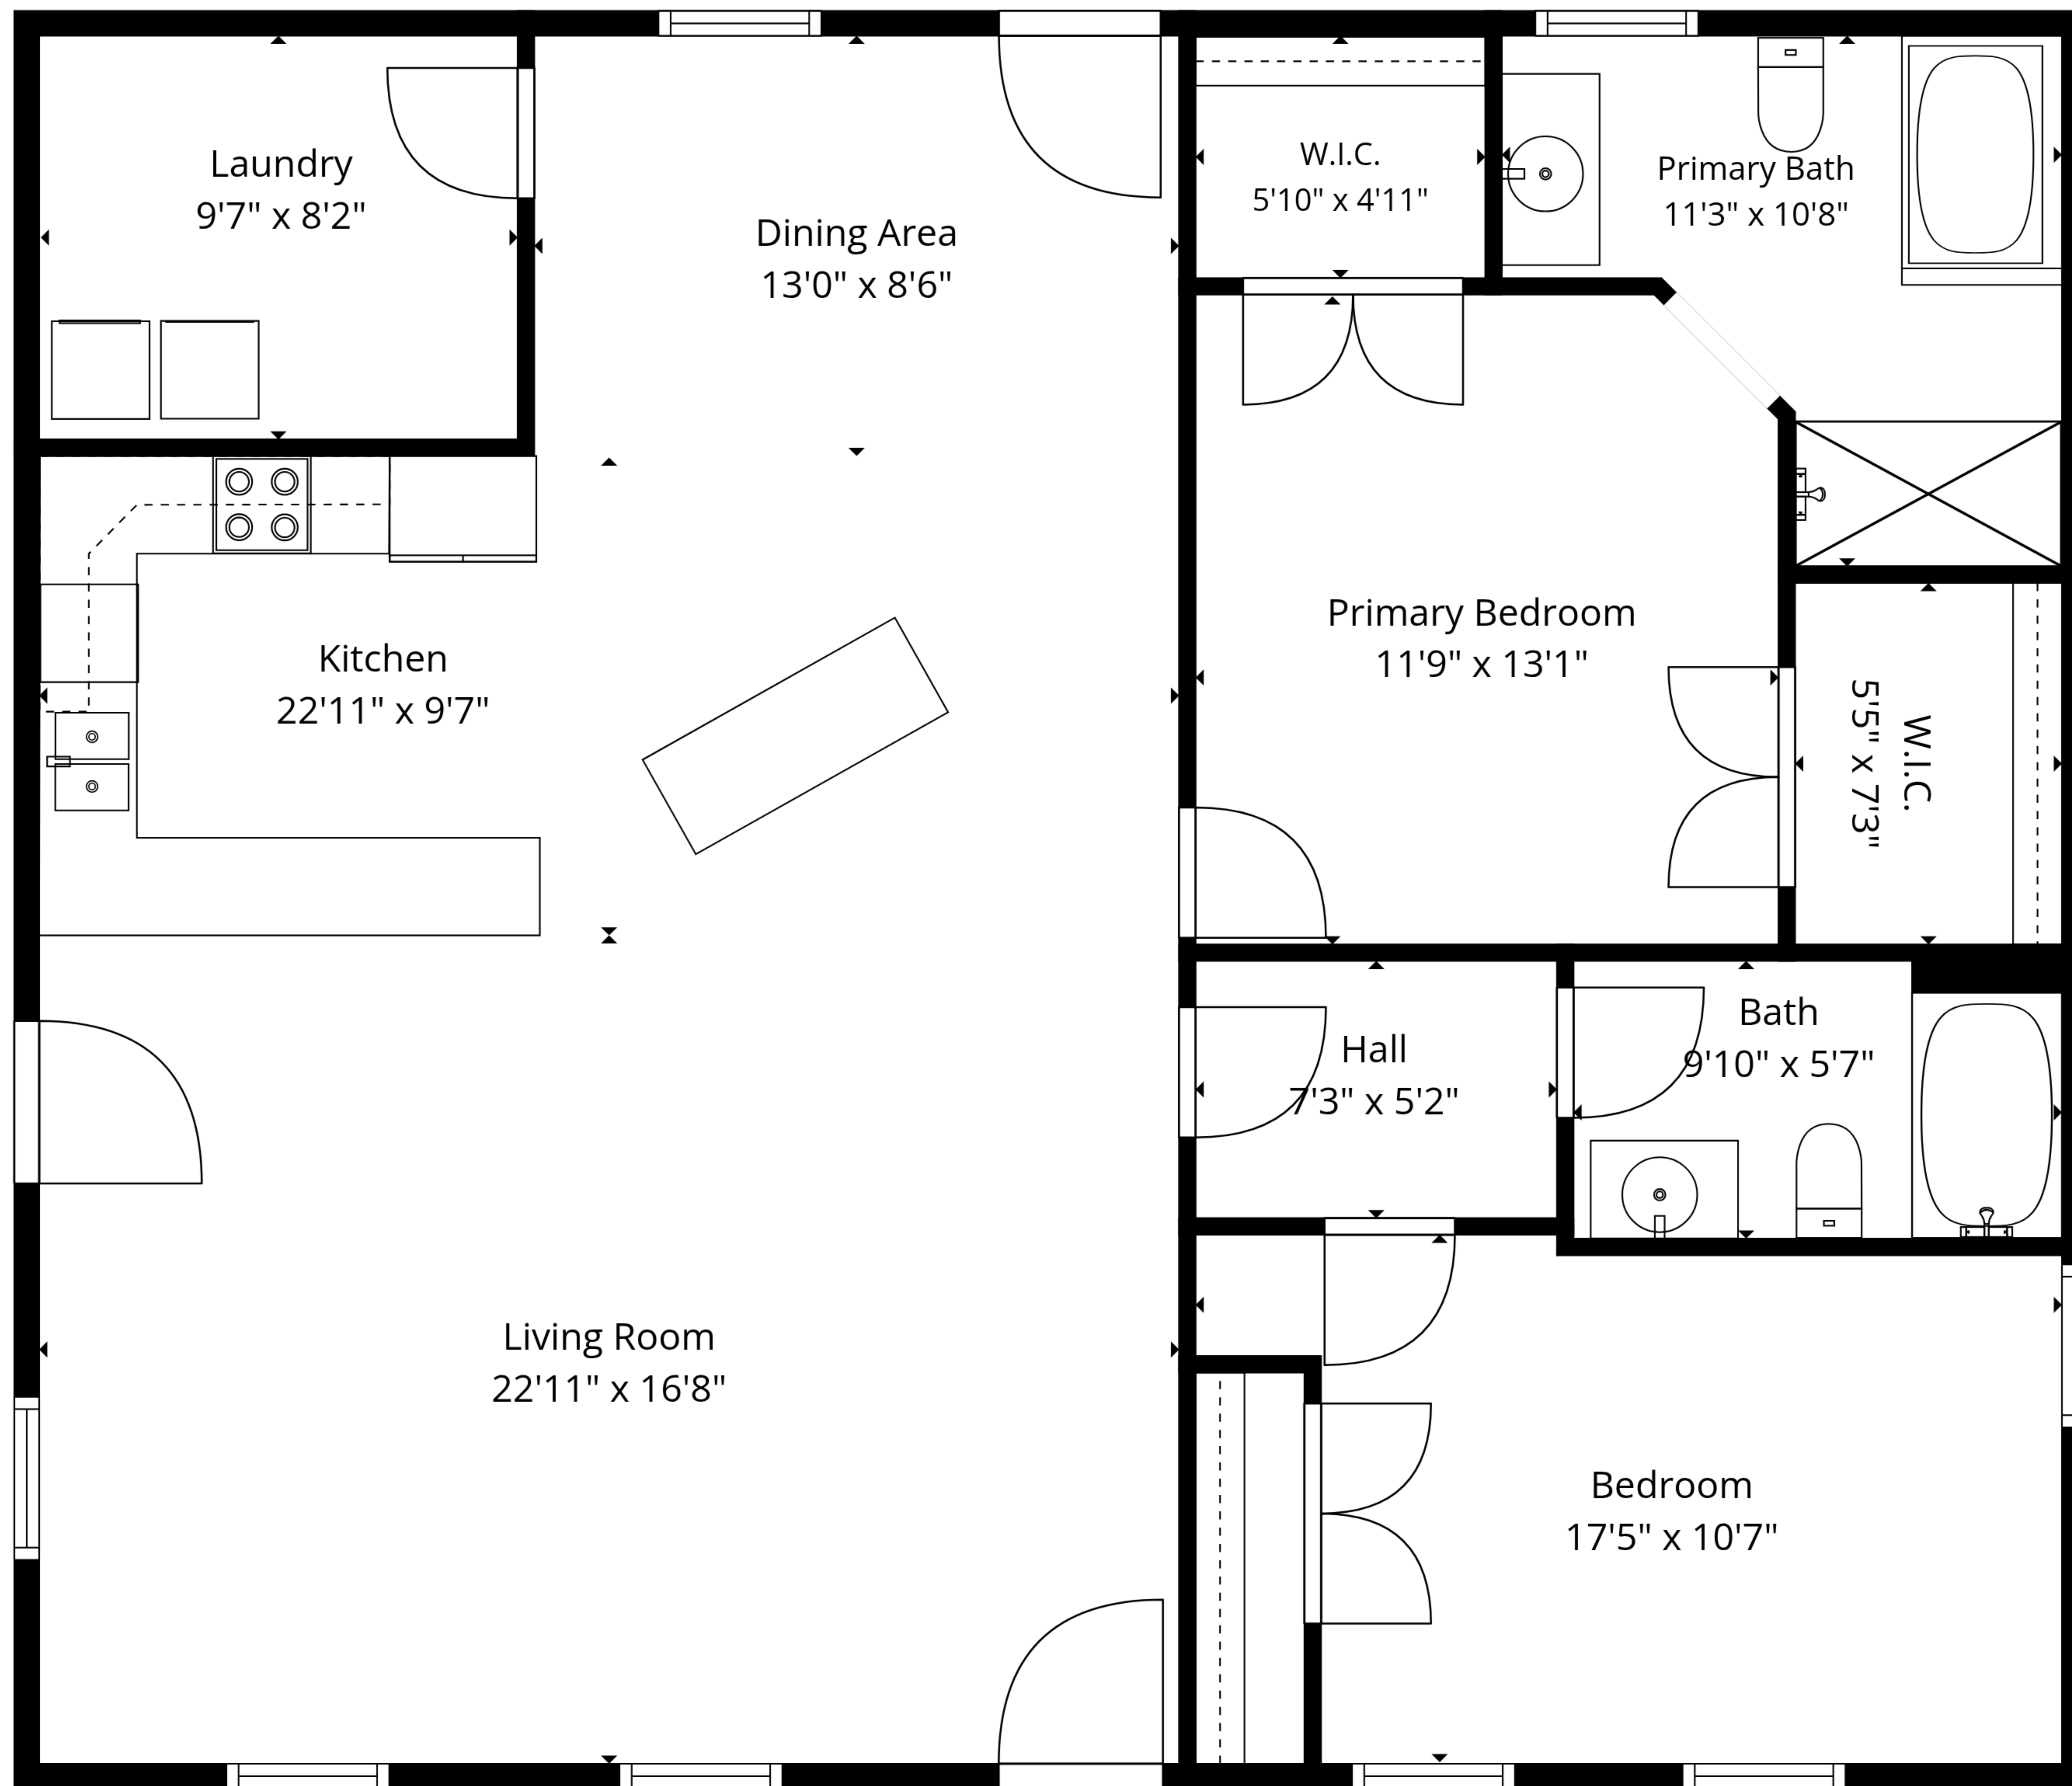 Laundry
9'7" x 8'2"
Dining Area
13'0" x 8'6"
W.I.C.
5'10" x 4'11"
Primary Bath
11'3" x 10'8"
Kitchen
22'11" x 9'7"
Primary Bedroom
11'9" x 13'1"
W.I.C.
5'5" x 7'3"
Hall
7'3" x 5'2"
Bath
9'10" x 5'7"
Living Room
22'11" x 16'8"
Bedroom
17'5" x 10'7"